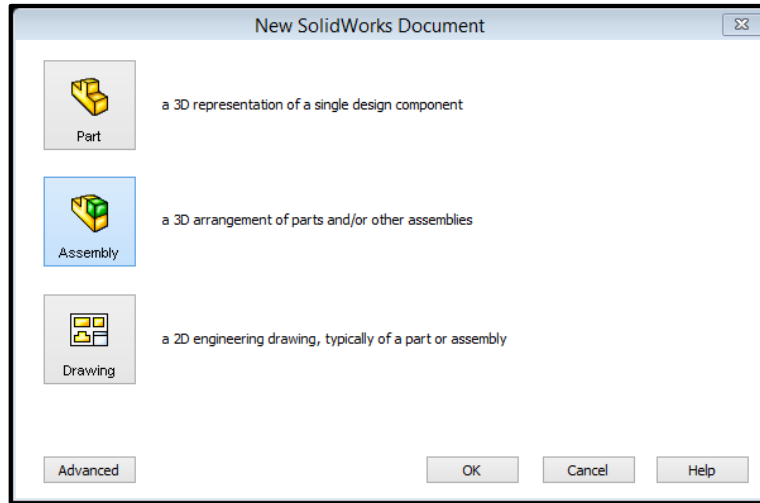 New SolidWorks Document
Part
a 3D representation of a single design component
Assembly
a 3D arrangement of parts and/or other assemblies
Drawing
a 2D engineering drawing, typically of a part or assembly
Advanced
OK
Cancel
Help